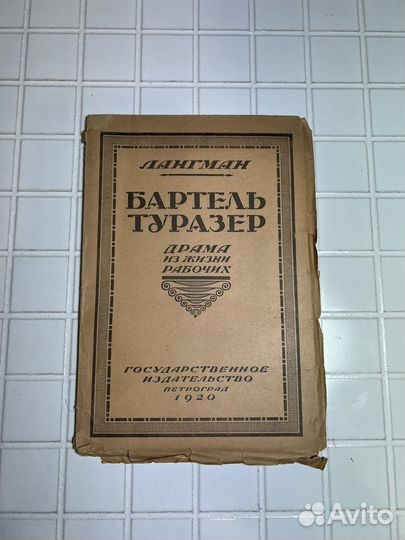 ЛАНГМАН
БАРТЕЛЬ
ТУРАЗЕР
ДРАМА
ИЗ ЖИЗНИ
РАБОЧИХ
ГОСУДАРСТВЕННОЕ
ИЗДАТЕЛЬСТВО
ПЕТРОГРАД
1920
Avito